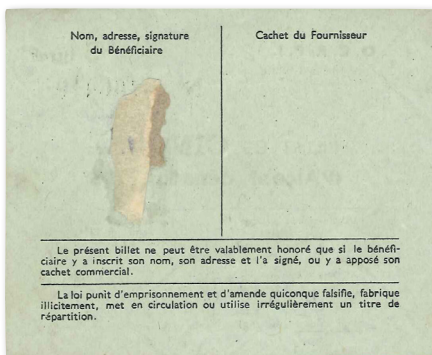 Nom, adresse, signature
du Bénéficiaire
Cachet du Fournisseur
Le présent billet ne peut être valablement honoré que si le bénéfi-
ciaire y a inscrit son nom, son adresse et l'a signé, ou y a apposé son
cachet commercial.
La loi punit d'emprisonnement et d'amende quiconque falsifie, fabrique
illicitement, met en circulation ou utilise irrégulièrement un titre de
répartition.